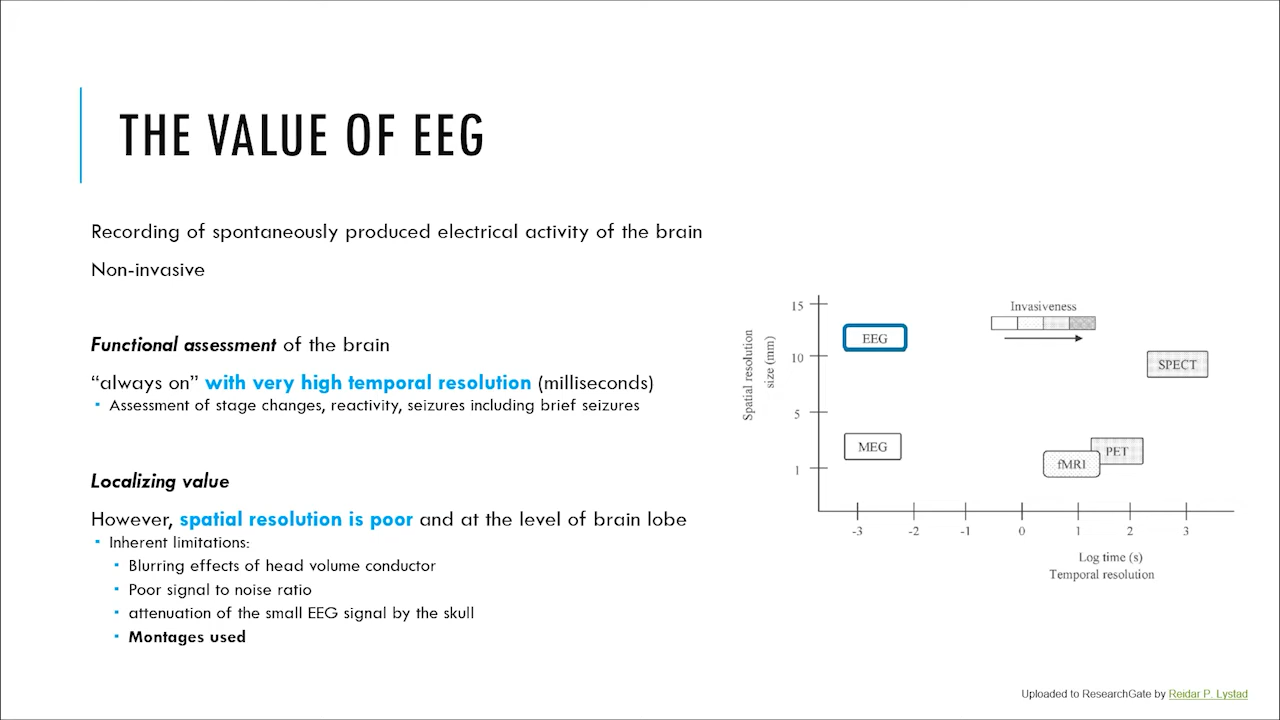 THE VALUE OF EEG
Recording of spontaneously produced electrical activity of the brain
Non-invasive
Functional assessment of the brain
“always on” with very high temporal resolution (milliseconds)
Assessment of stage changes, reactivity, seizures including brief seizures
Localizing value
However, spatial resolution is poor and at the level of brain lobe
Inherent limitations:
Blurring effects of head volume conductor
Poor signal to noise ratio
attenuation of the small EEG signal by the skull
Montages used
Spatial resolution
size (mm)
15
10
5
1
Invasiveness
EEG
SPECT
MEG
PET
fMRI
-3 -2 -1 0 1 2 3
Log time (s)
Temporal resolution
Uploaded to ResearchGate by Reidar P. Lystad